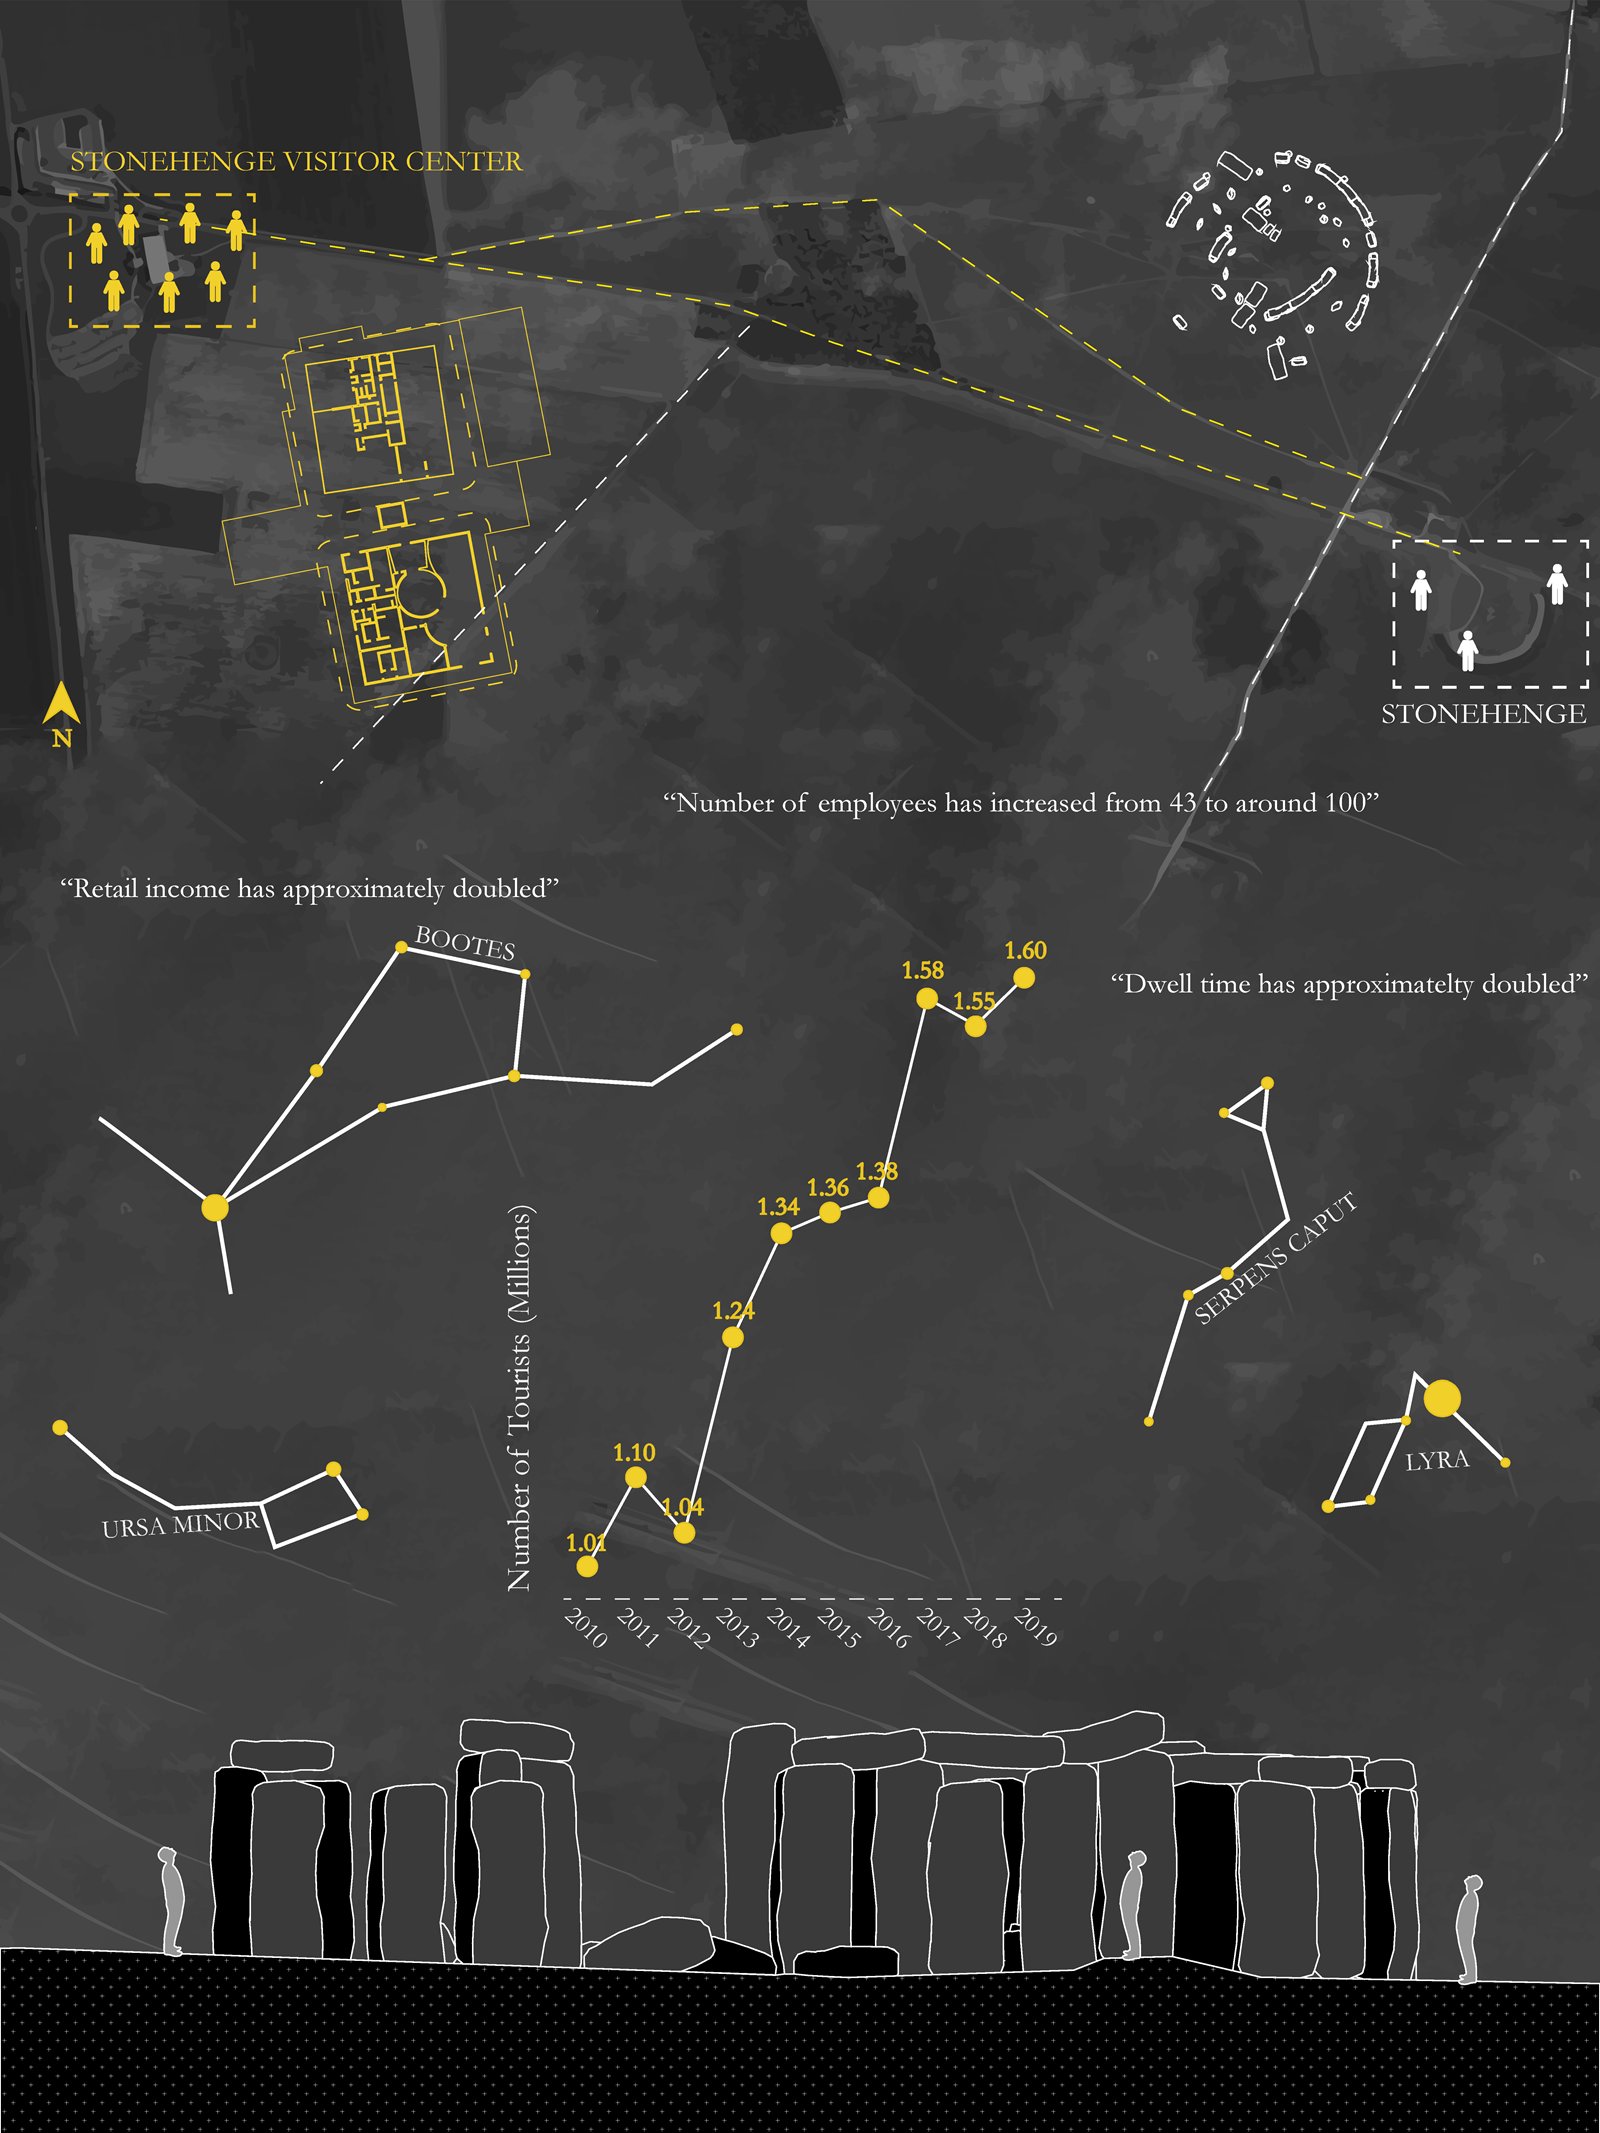 STONEHENGE VISITOR CENTER
N
STONEHENGE
“Number of employees has increased from 43 to around 100”
“Retail income has approximately doubled”
BOOTES
“Dwell time has approximatelty doubled”
1.60
1.58
1.55
1.38
1.36
1.34
1.24
1.10
1.04
1.01
Number of Tourists (Millions)
SERPENS CAPUT
LYRA
URSA MINOR
2010
2011
2012
2013
2014
2015
2016
2017
2018
2019